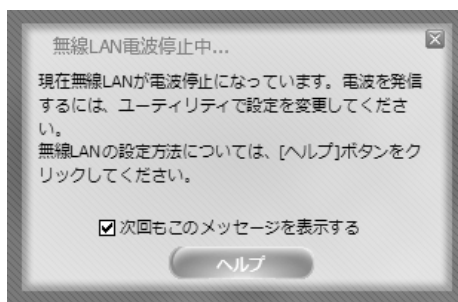 無線LAN電波停止中...
現在無線LANが電波停止になっています。電波を発信
するには、ユーティリティで設定を変更してくださ
い。
無線LANの設定方法については、[ヘルプ]ボタンをク
リックしてください。
次回もこのメッセージを表示する
ヘルプ